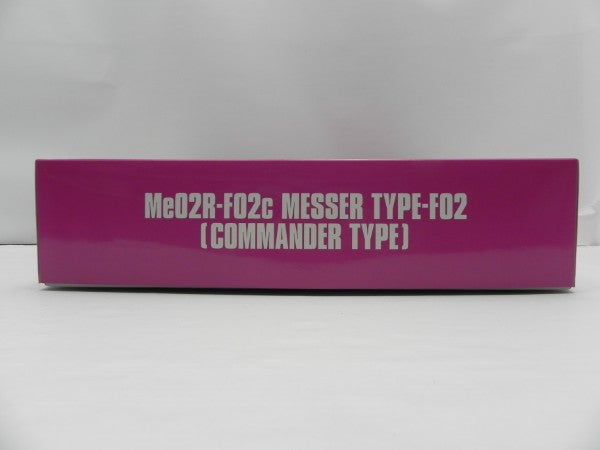 Me02R-F02c MESSER TYPE-F02
(COMMANDER TYPE)